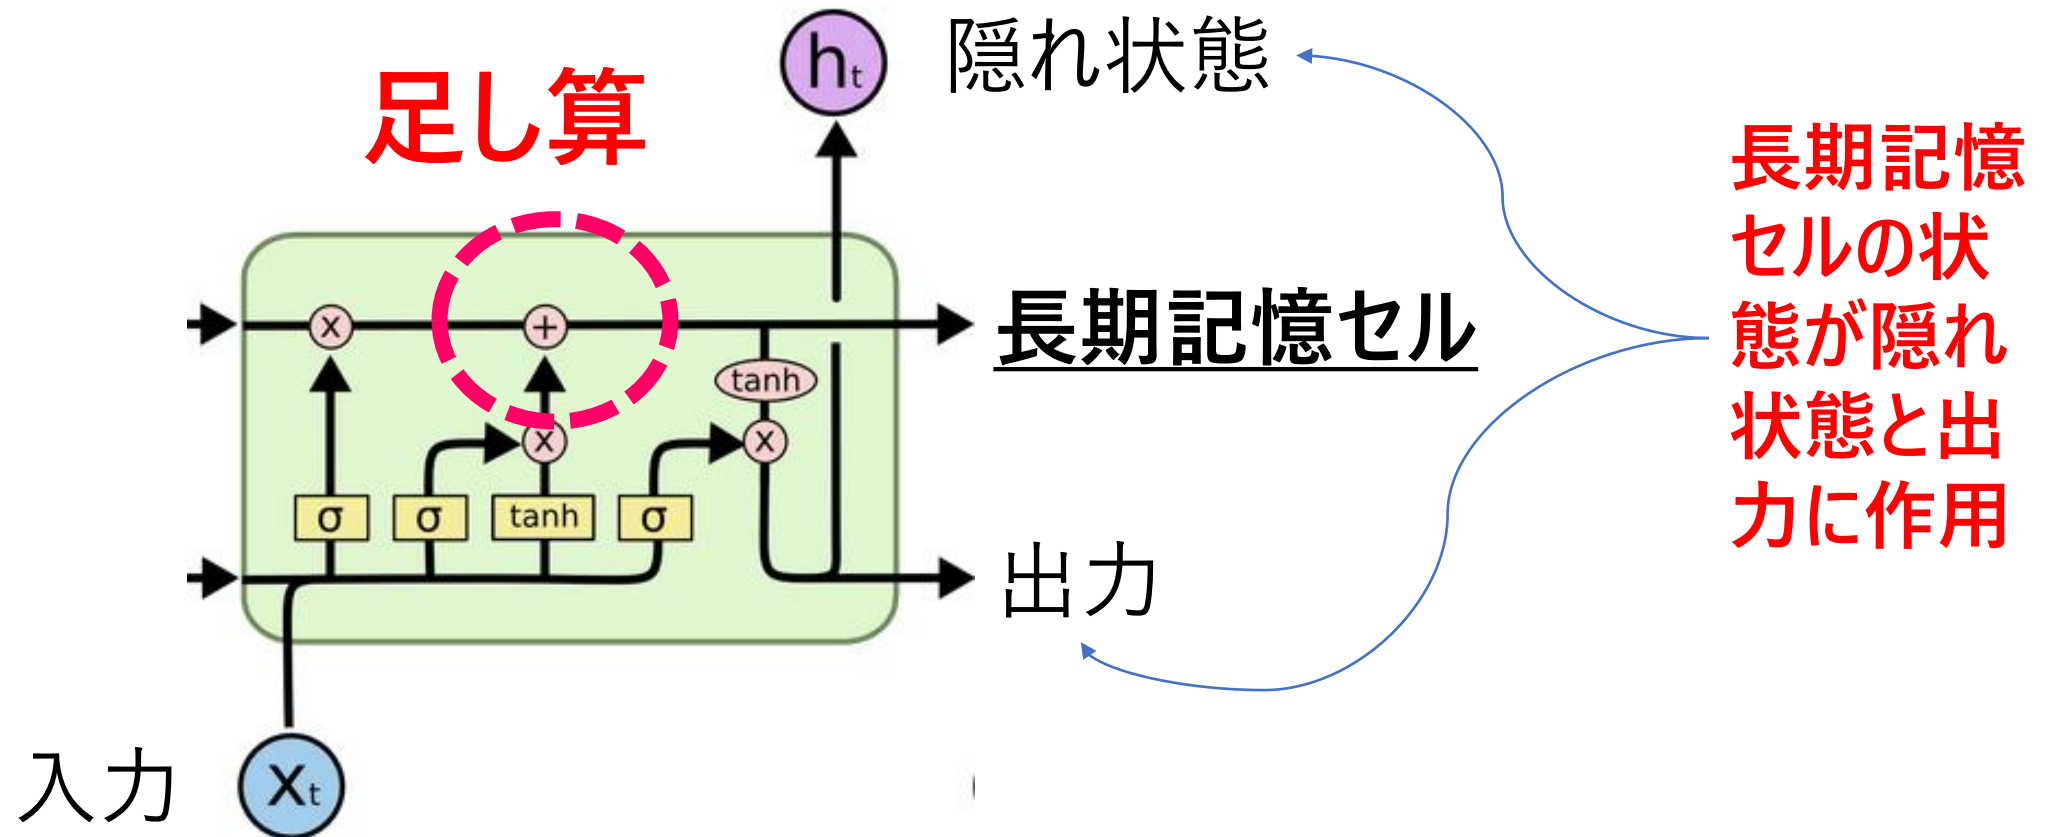 ht
隠れ状態
足し算
長期記憶
セルの状
態が隠れ
状態と出
力に作用
x
+
長期記憶セル
tanh
x
x
σ
σ
tanh
σ
出力
入力
xt